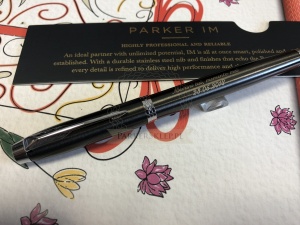 PARKER IM
HIGHLY PROFESSIONAL AND RELIABLE
An ideal partner with unlimited potential, IM is at once smart, polished and
established. With a durable stainless steel nib and finishes that echo the
every detail is refined to deliver high performance and